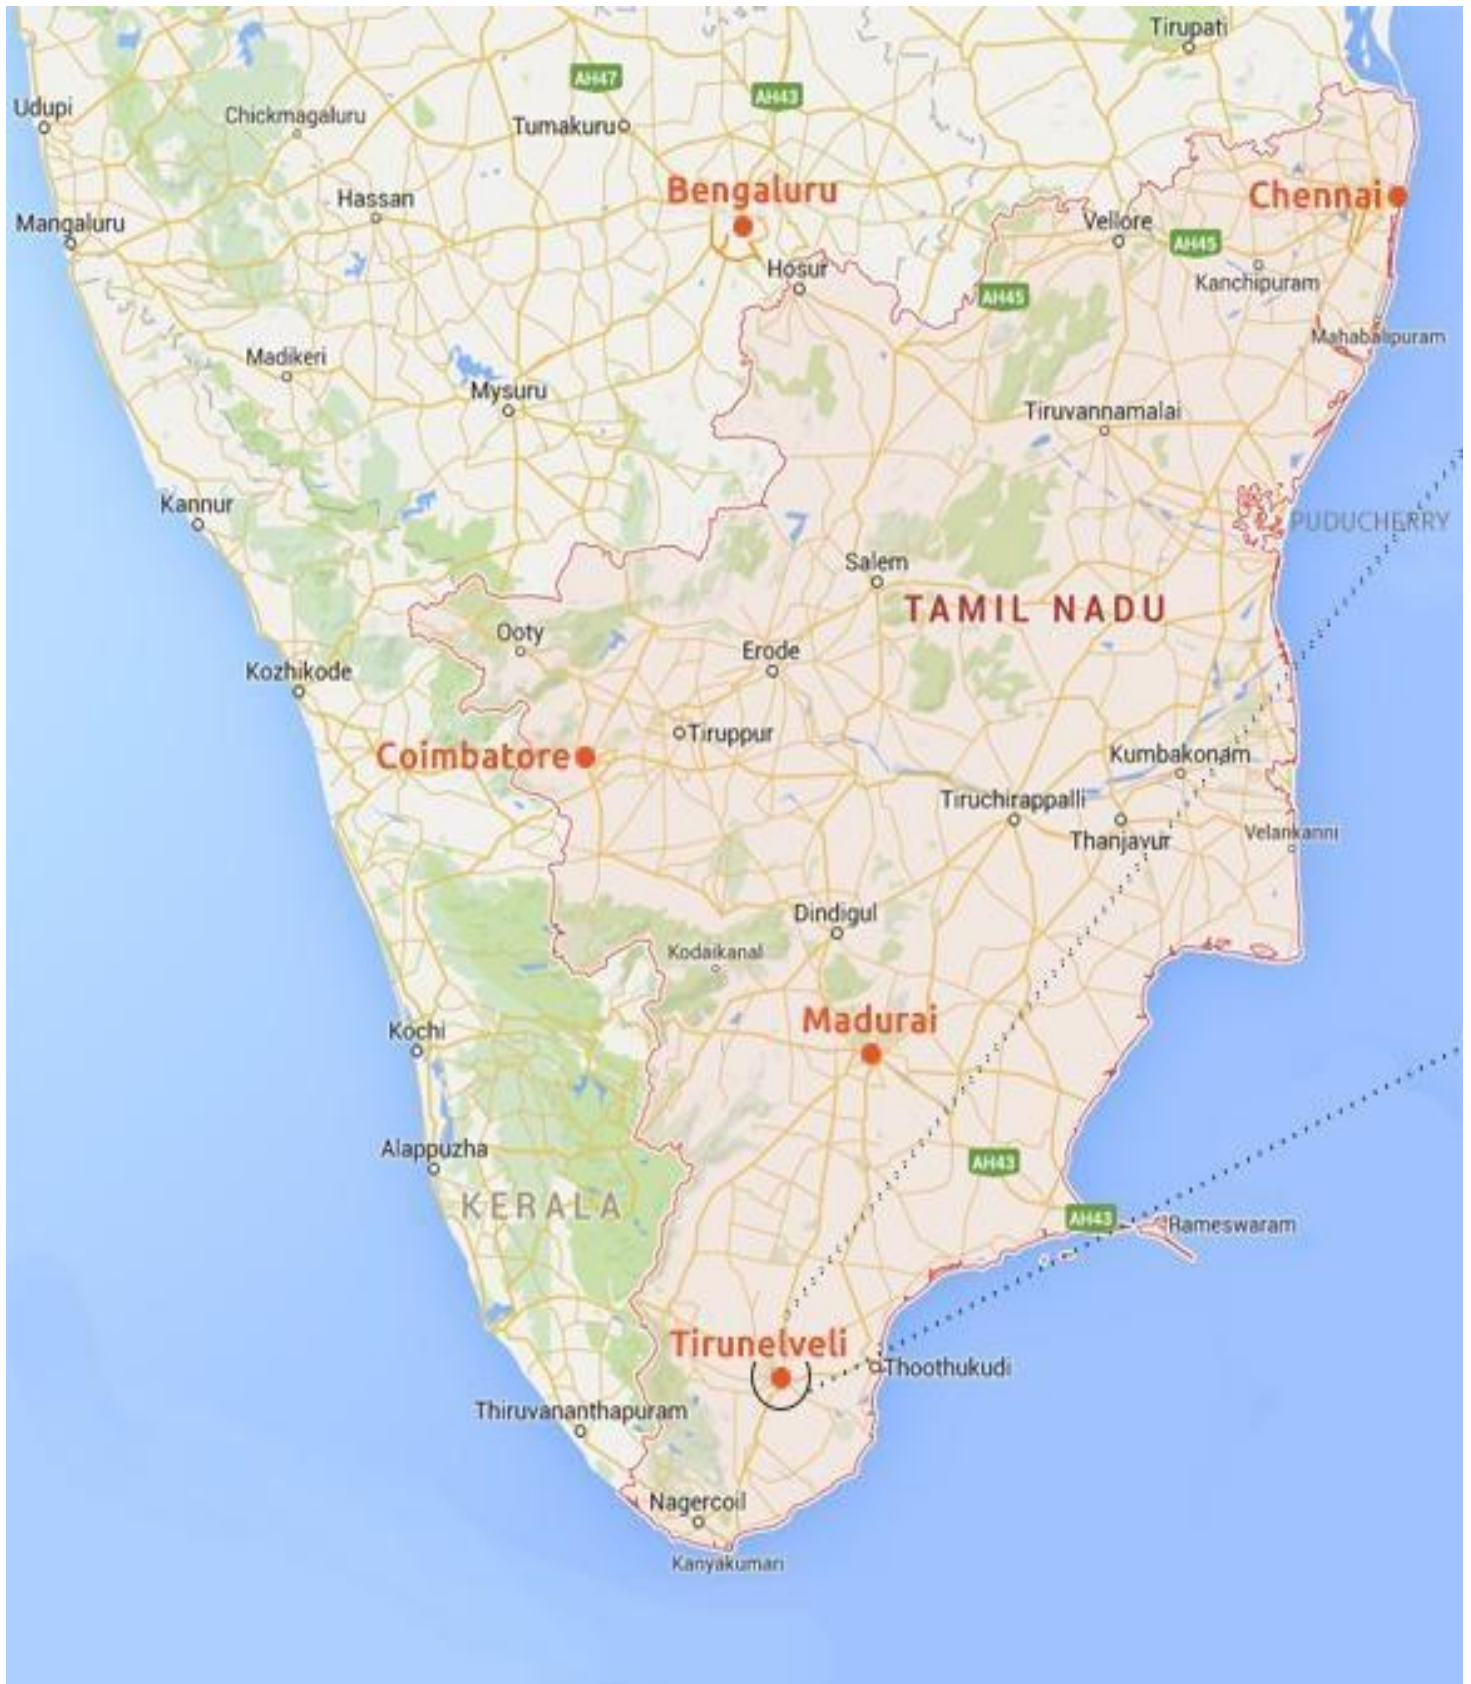 Tirupati
AH47
AH43
Udupi
Chickmagaluru
Tumakuru
Bengaluru
Chennai
Hassan
Mangaluru
Vellore
AH45
Hosur
Kanchipuram
AH45
Mahabalipuram
Madikeri
Mysuru
Tiruvannamalai
Kannur
PUDUCHERRY
Salem
TAMIL NADU
Ooty
Erode
Kozhikode
Tiruppur
Coimbatore
Kumbakonam
Tiruchirappalli
Thanjavur
Velankanni
Dindigul
Kodaikanal
Madurai
Kochi
Alappuzha
AH43
KERALA
AH43
Rameswaram
Tirunelveli
Thoothukudi
Thiruvananthapuram
Nagercoil
Kanyakumari